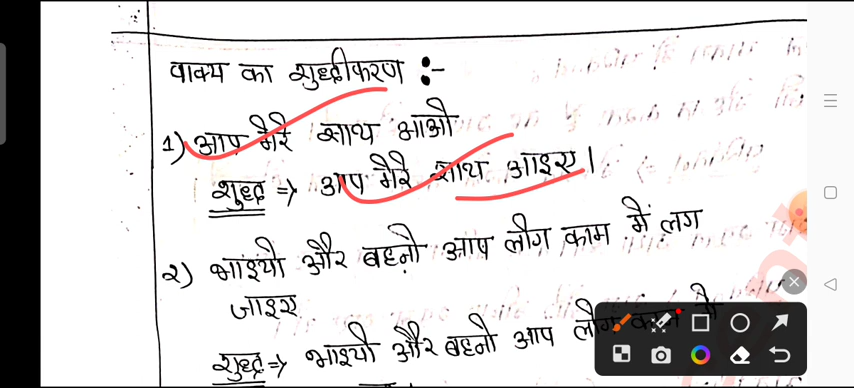 वाक्य का शुद्धीकरण :-
1) आप मेरे साथ आओ
शुद्ध ⇒ आप मेरे साथ आइए।
2) भाइयों और बहनो आप लोग काम में लग
जाइए
शुद्ध ⇒ भाइयो और बहनो आप लोग काम